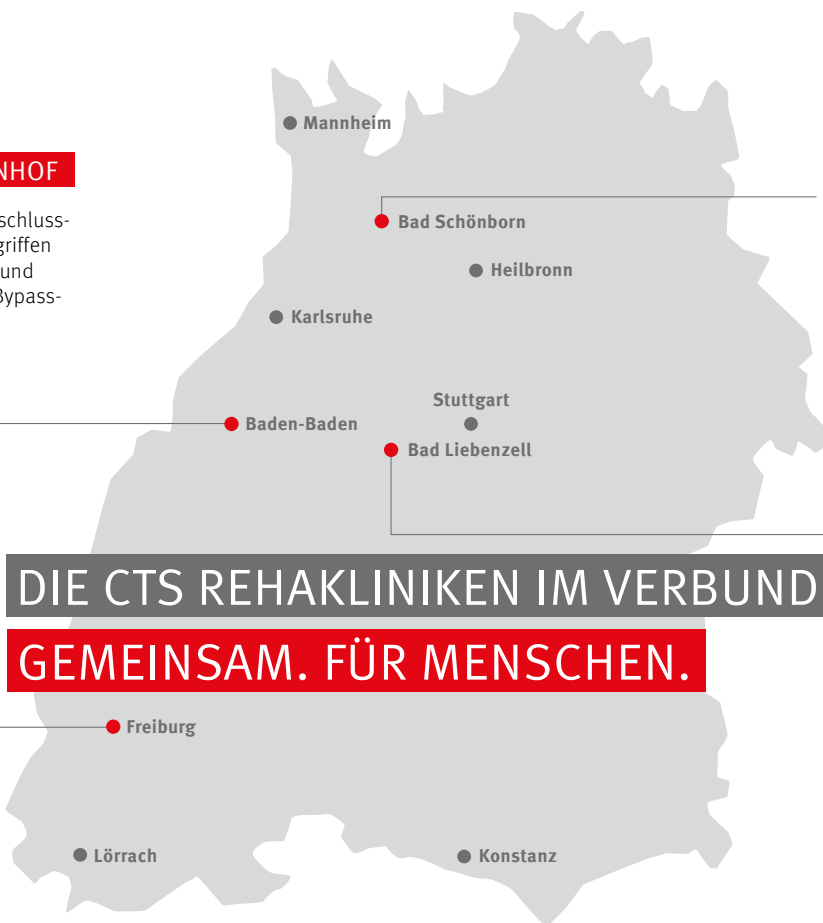 Mannheim
NHOF
schluss-
griffen
und
Bypass-
Bad Schönborn
Heilbronn
Karlsruhe
Stuttgart
Baden-Baden
Bad Liebenzell
DIE CTS REHAKLINIKEN IM VERBUND
GEMEINSAM. FÜR MENSCHEN.
Freiburg
Lörrach
Konstanz